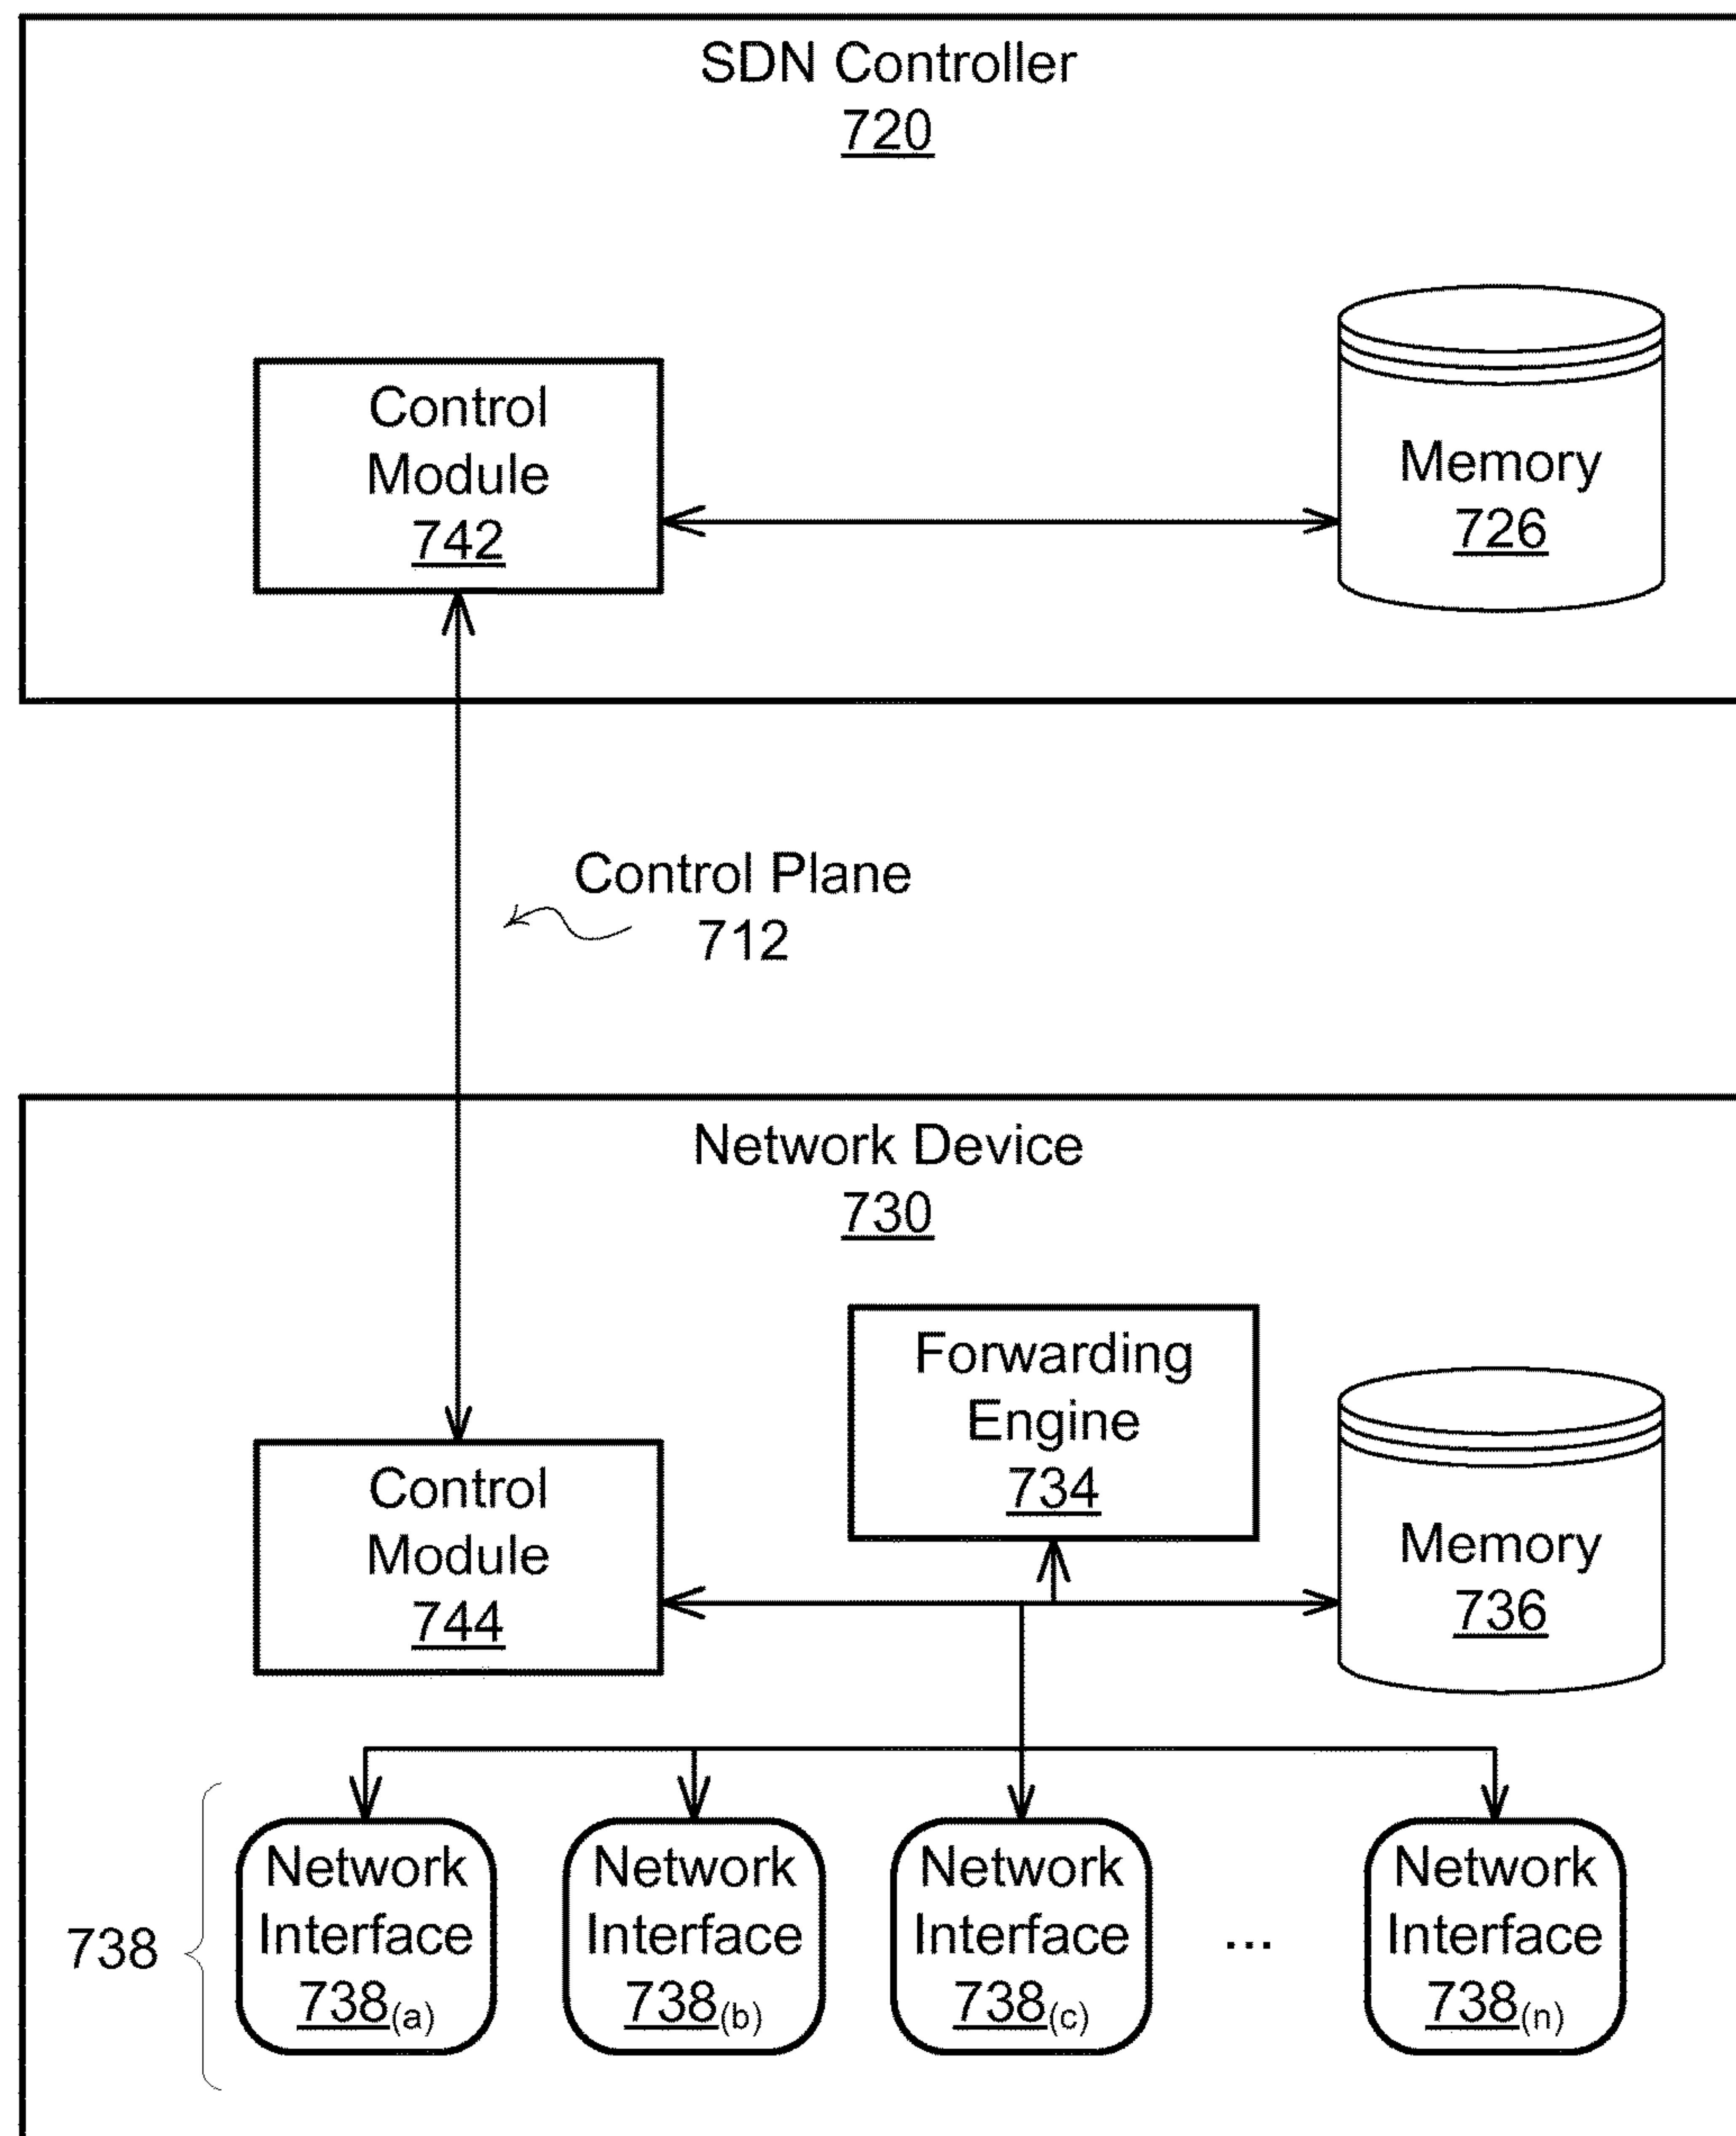 SDN Controller
720
Control
Module
742
Memory
726
Control Plane
712
Network Device
730
Forwarding
Engine
734
Control
Module
744
Memory
736
738
Network
Interface
738(a)
Network
Interface
738(b)
Network
Interface
738(c)
...
Network
Interface
738(n)